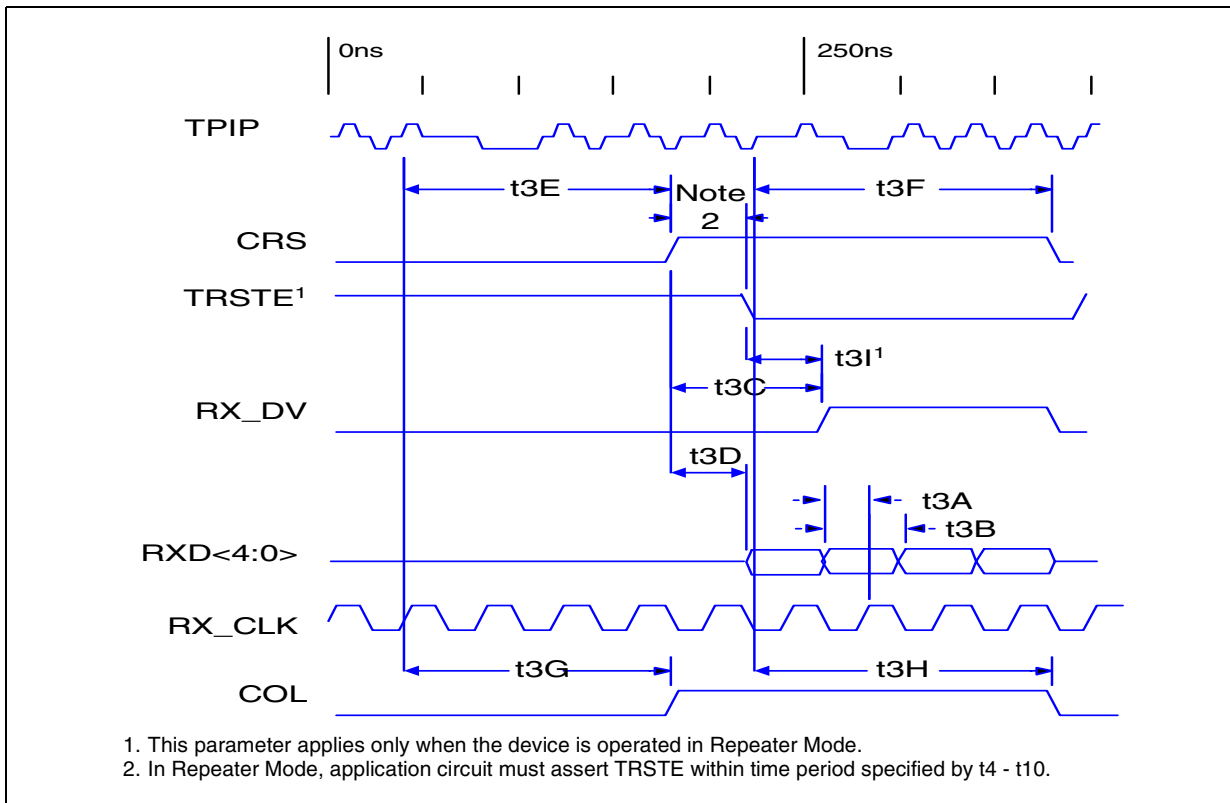 0ns 250ns
TPIP
t3E Note 2 t3F
CRS
TRSTE¹
t3I¹
t3C
RX_DV
t3D
t3A
t3B
RXD<4:0>
RX_CLK
t3G t3H
COL
1. This parameter applies only when the device is operated in Repeater Mode.
2. In Repeater Mode, application circuit must assert TRSTE within time period specified by t4 - t10.